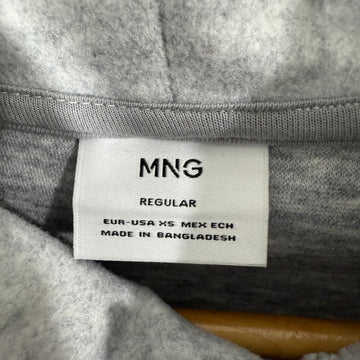 MNG
REGULAR
EUR-USA XS MEX ECH
MADE IN BANGLADESH